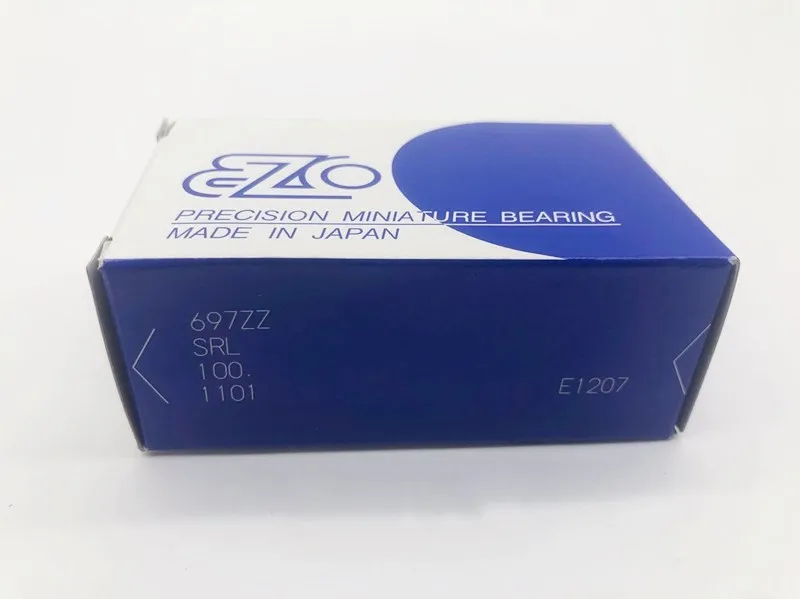 EZO
PRECISION MINIATURE BEARING
MADE IN JAPAN
697ZZ
SRL
100.
1101
E1207